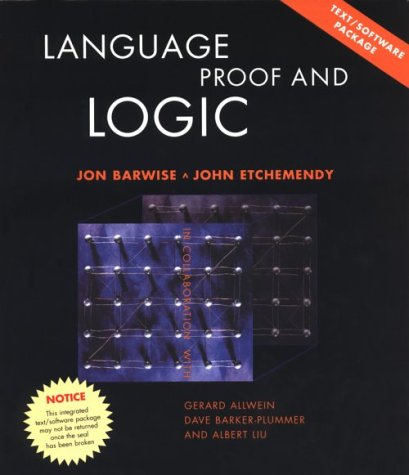 TEXT/SOFTWARE
PACKAGE
LANGUAGE
PROOF AND
LOGIC
JON BARWISE ^ JOHN ETCHEMENDY
IN COLLABORATION WITH
GERARD ALLWEIN
DAVE BARKER-PLUMMER
AND ALBERT LIU
NOTICE
This integrated
text/software package
may not be returned
once the seal
has been broken